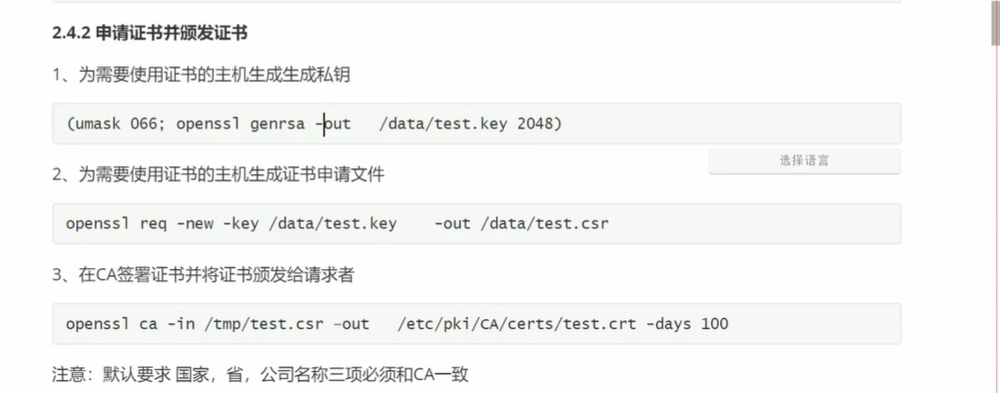 2.4.2 申请证书并颁发证书
1、为需要使用证书的主机生成生成私钥
(umask 066; openssl genrsa -out   /data/test.key 2048)
选择语言
2、为需要使用证书的主机生成证书申请文件
openssl req -new -key /data/test.key    -out /data/test.csr
3、在CA签署证书并将证书颁发给请求者
openssl ca -in /tmp/test.csr –out   /etc/pki/CA/certs/test.crt -days 100
注意：默认要求 国家，省，公司名称三项必须和CA一致